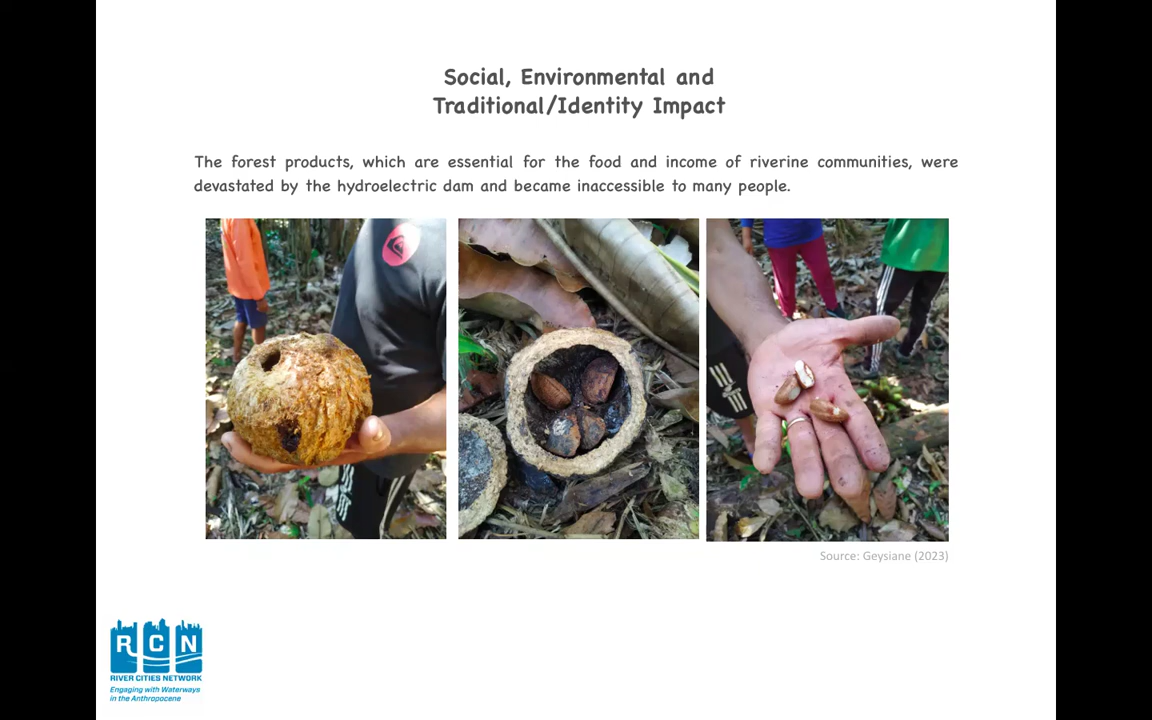 Social, Environmental and
Traditional/Identity Impact
The forest products, which are essential for the food and income of riverine communities, were
devastated by the hydroelectric dam and became inaccessible to many people.
Source: Geysiane (2023)
RCN
RIVER CITIES NETWORK
Engaging with Waterways
in the Anthropocene